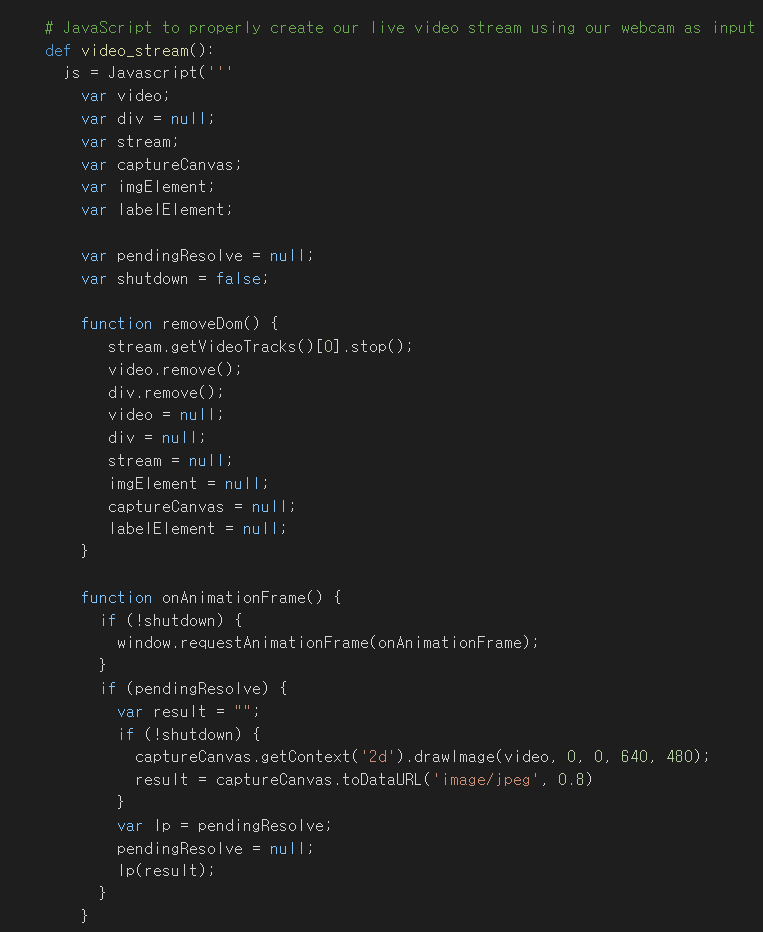 # JavaScript to properly create our live video stream using our webcam as input
def video_stream():
  js = Javascript('''
    var video;
    var div = null;
    var stream;
    var captureCanvas;
    var imgElement;
    var labelElement;

    var pendingResolve = null;
    var shutdown = false;

    function removeDom() {
       stream.getVideoTracks()[0].stop();
       video.remove();
       div.remove();
       video = null;
       div = null;
       stream = null;
       imgElement = null;
       captureCanvas = null;
       labelElement = null;
    }

    function onAnimationFrame() {
      if (!shutdown) {
        window.requestAnimationFrame(onAnimationFrame);
      }
      if (pendingResolve) {
        var result = "";
        if (!shutdown) {
          captureCanvas.getContext('2d').drawImage(video, 0, 0, 640, 480);
          result = captureCanvas.toDataURL('image/jpeg', 0.8)
        }
        var lp = pendingResolve;
        pendingResolve = null;
        lp(result);
      }
    }